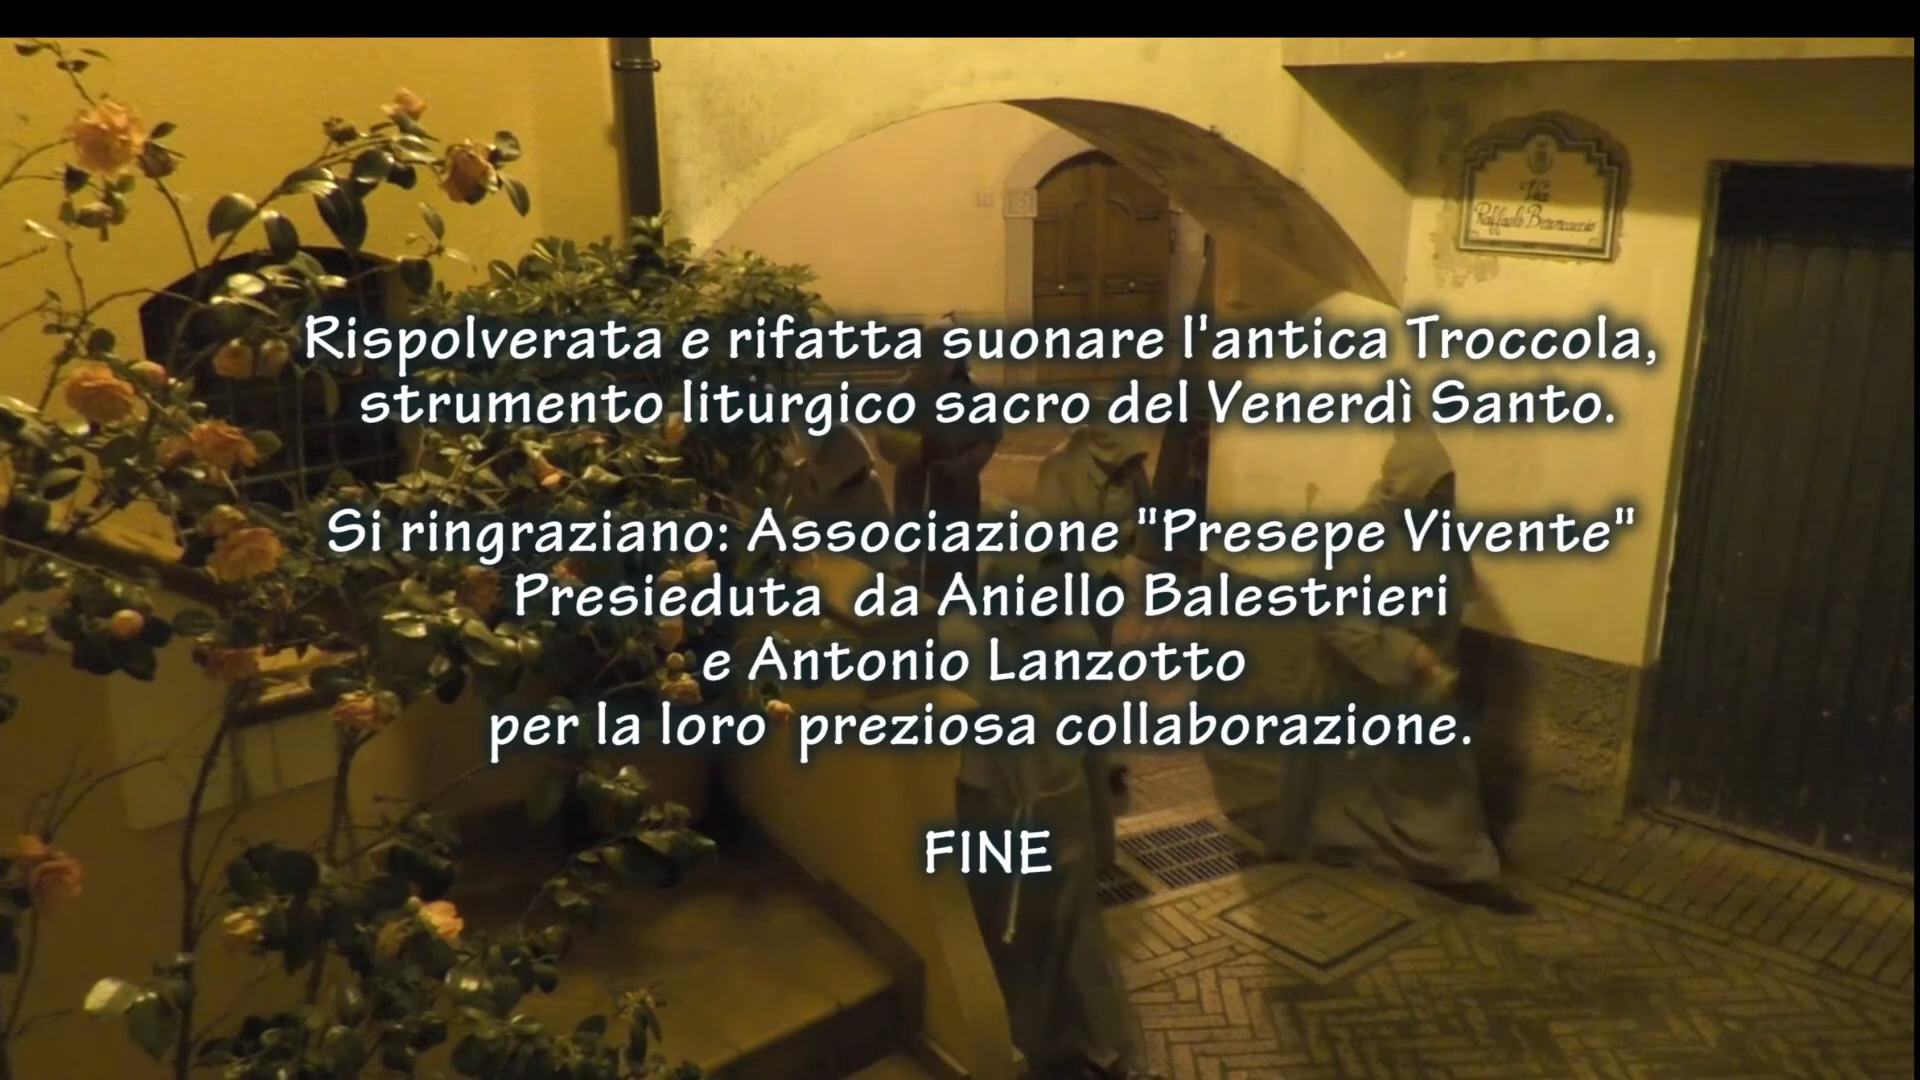 Via
Rispolverata e rifatta suonare l'antica Troccola,
strumento liturgico sacro del Venerdì Santo.
Si ringraziano: Associazione "Presepe Vivente"
Presieduta da Aniello Balestrieri
e Antonio Lanzotto
per la loro preziosa collaborazione.
FINE